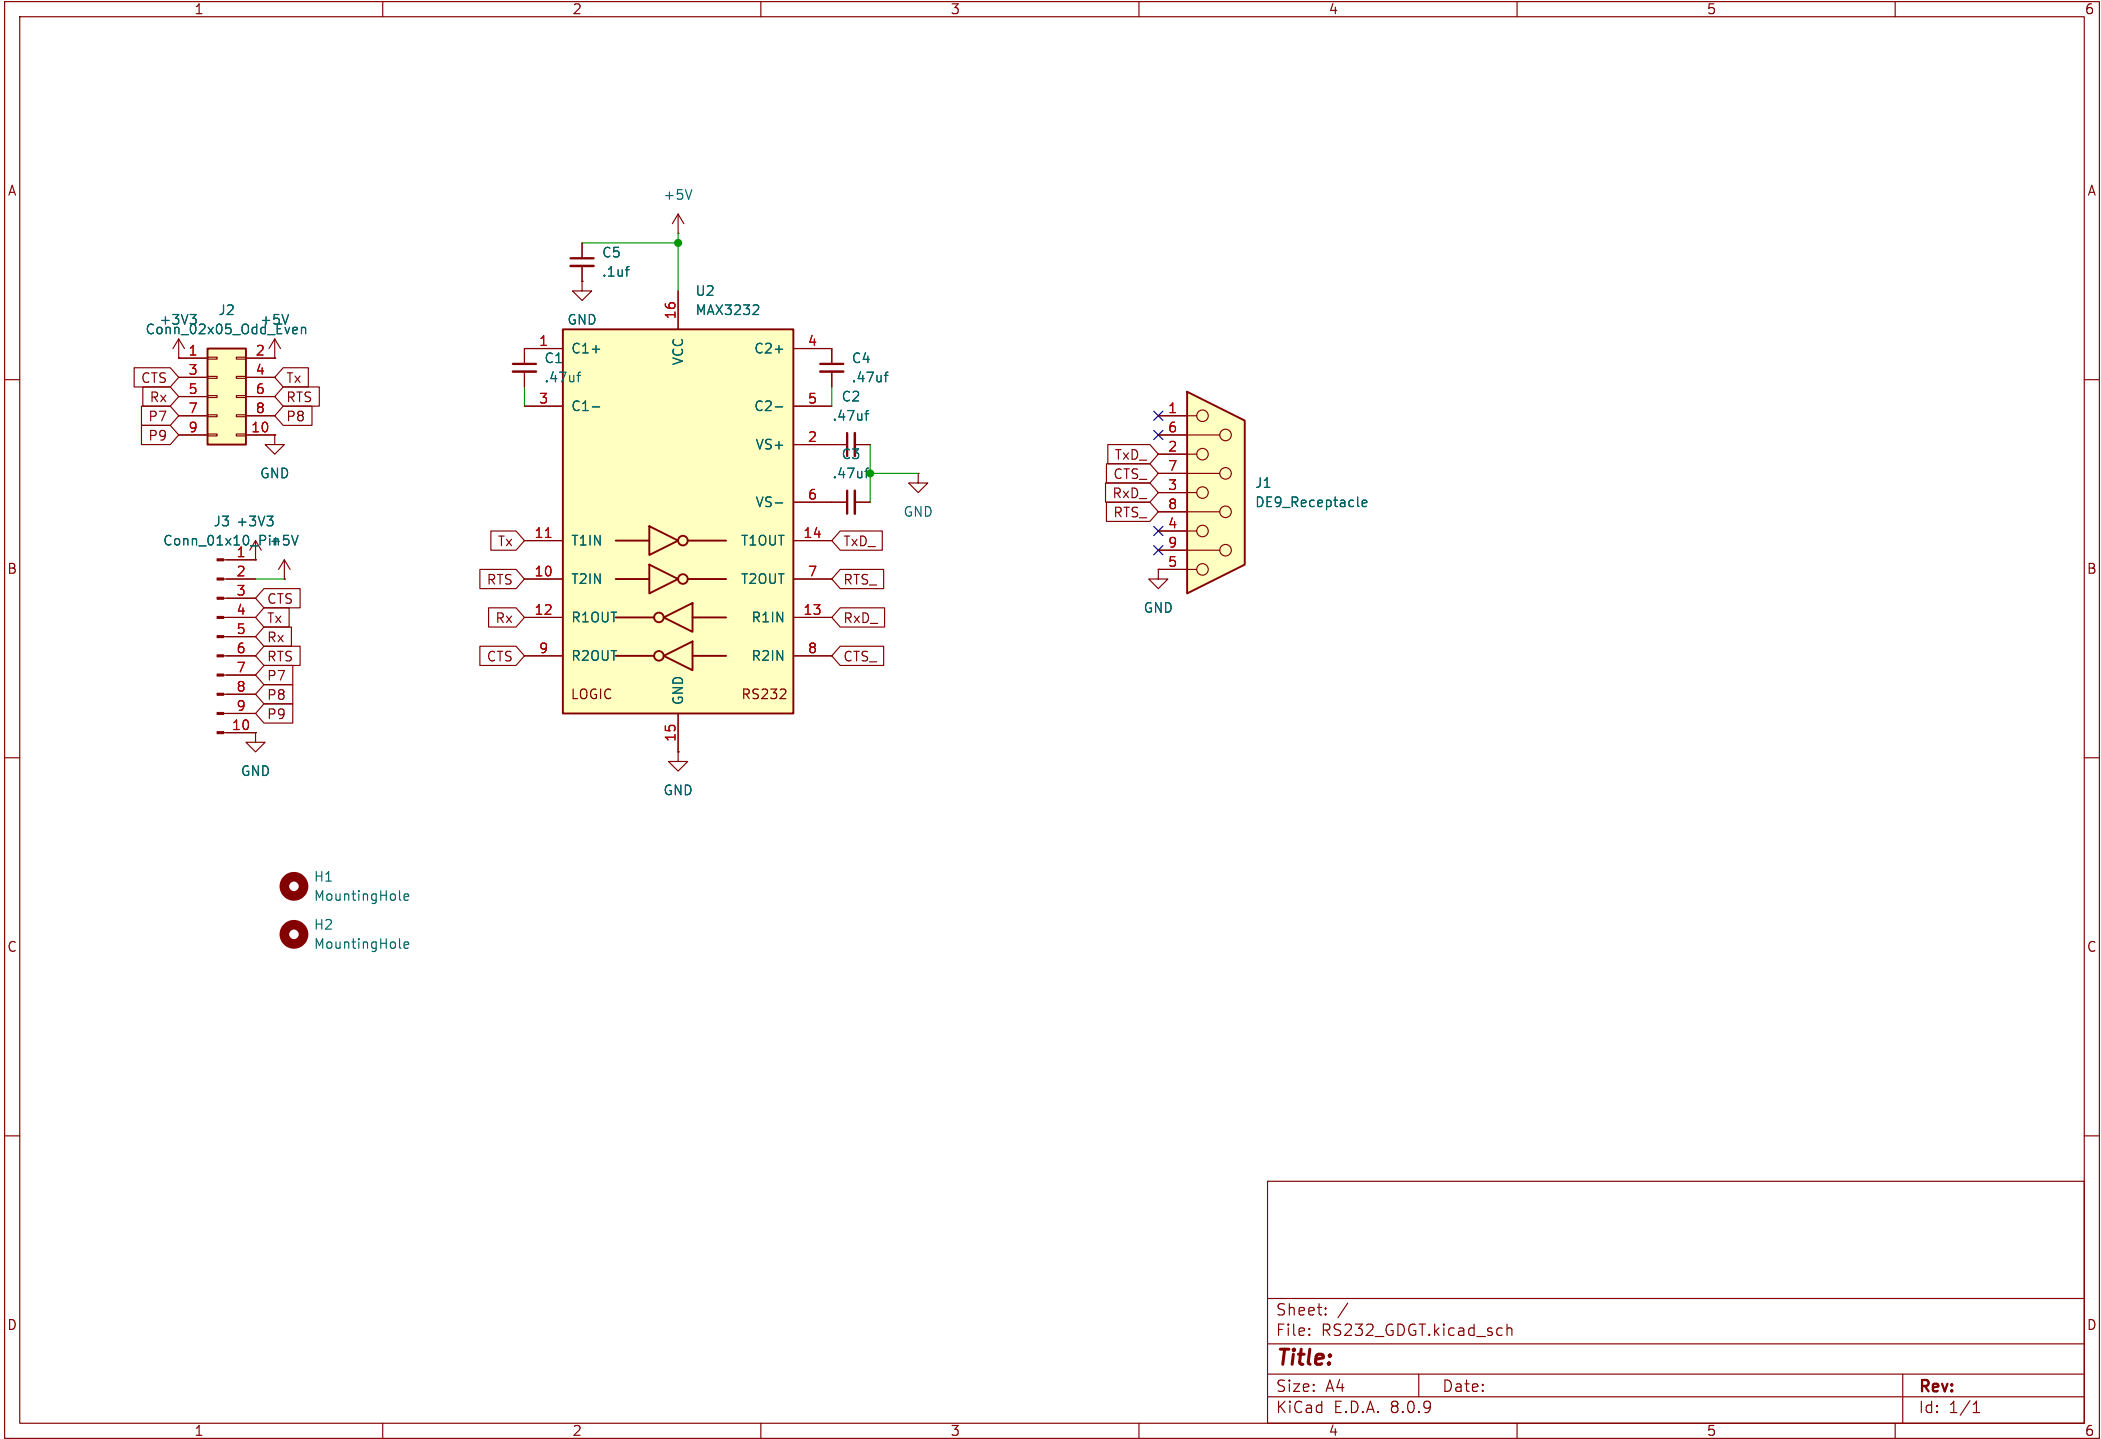 1 2 3 4 5 6
A A
B B
C C
D D
+5V
C5
.1uf
GND
U2
MAX3232
16
VCC
1 C1+
3 C1-
C1
.47uf
C2+ 4
C2- 5
C4
.47uf
C2
.47uf
VS+ 2
C3
.47uf
VS- 6
GND
Tx 11 T1IN T1OUT 14 TxD_
RTS 10 T2IN T2OUT 7 RTS_
Rx 12 R1OUT R1IN 13 RxD_
CTS 9 R2OUT R2IN 8 CTS_
LOGIC GND RS232
15
GND
J2
+3V3 +5V
Conn_02x05_Odd_Even
1 2
CTS 3 4 Tx
Rx 5 6 RTS
P7 7 8 P8
P9 9 10
GND
J3 +3V3
Conn_01x10_Pin +5V
1
2
3 CTS
4 Tx
5 Rx
6 RTS
7 P7
8 P8
9 P9
10
GND
1
6
TxD_ 2
CTS_ 7
RxD_ 3
RTS_ 8
4
9
5
GND
J1
DE9_Receptacle
H1
MountingHole
H2
MountingHole
Sheet: /
File: RS232_GDGT.kicad_sch
Title:
Size: A4 Date: Rev:
KiCad E.D.A. 8.0.9 Id: 1/1
1 2 3 4 5 6